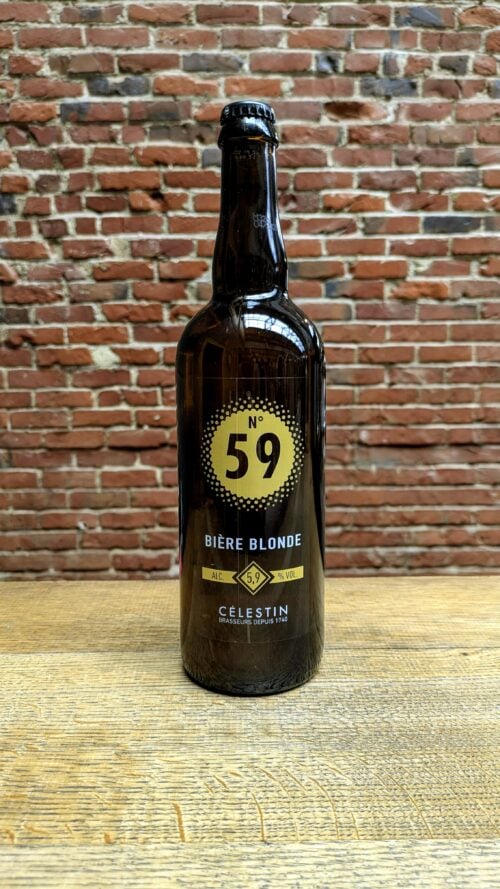 N°
59
BIÈRE BLONDE
ALC. 5,9 % VOL.
CÉLESTIN
BRASSEURS DEPUIS 1740